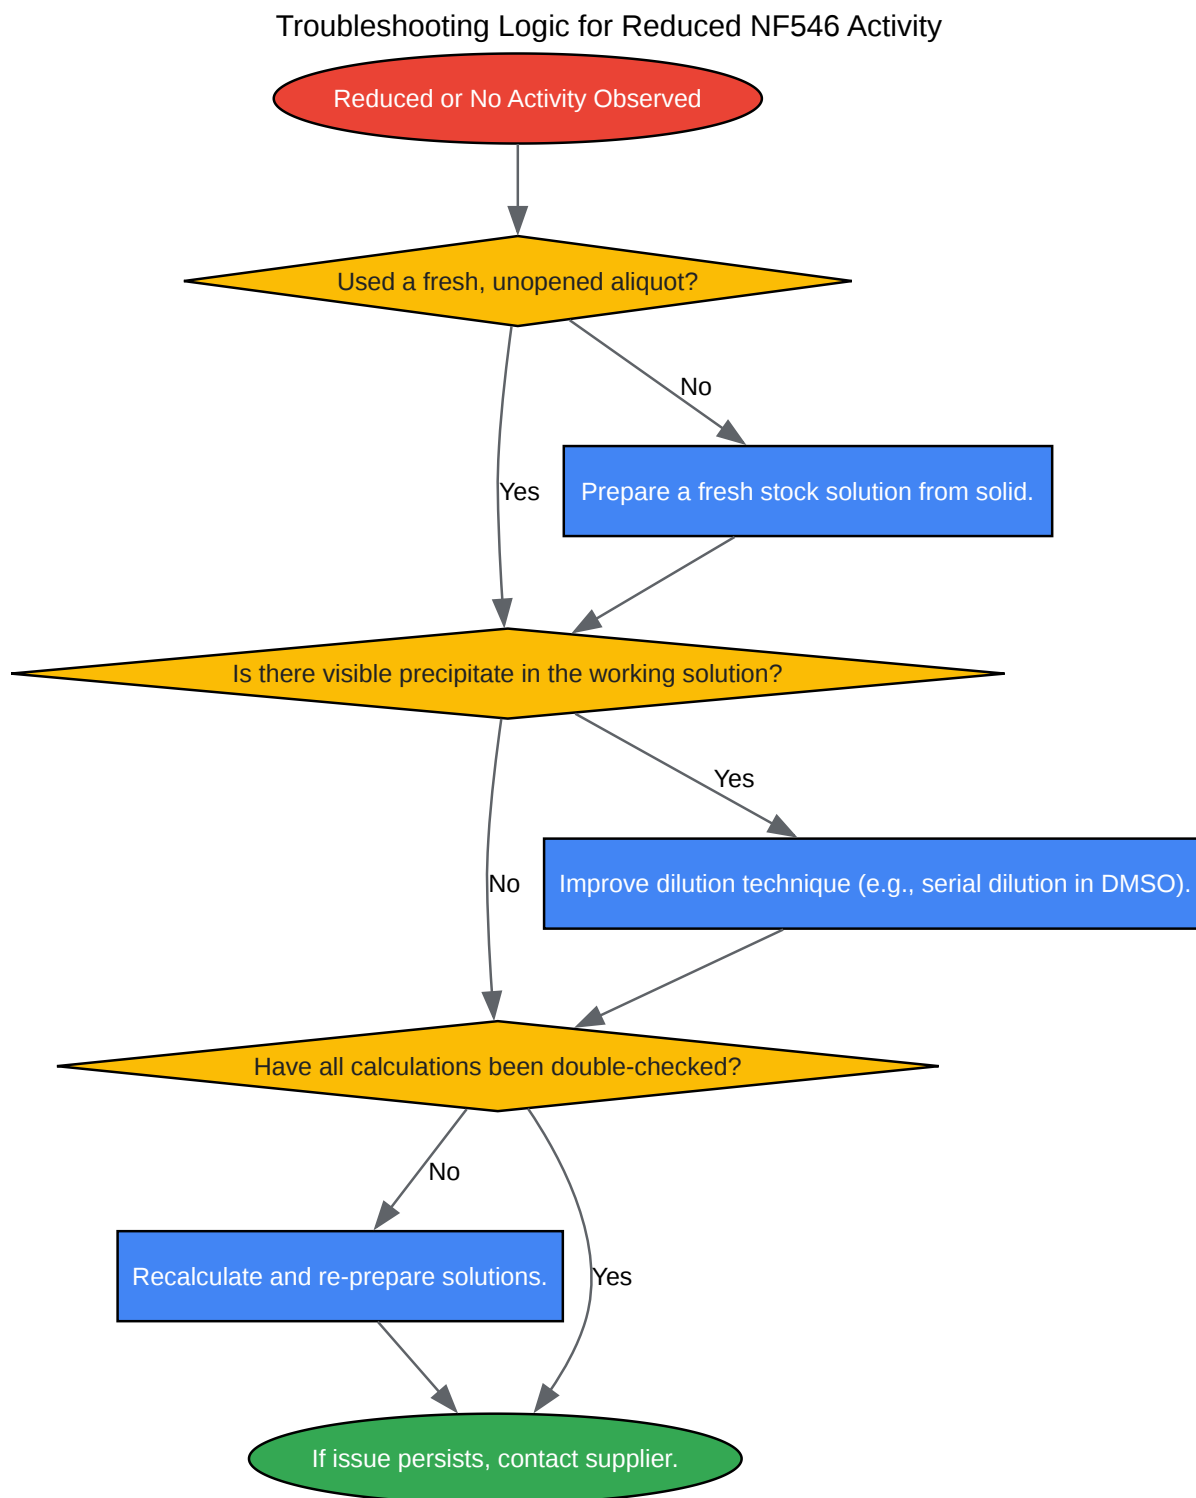 Troubleshooting Logic for Reduced NF546 Activity
Reduced or No Activity Observed
Used a fresh, unopened aliquot?
No
Yes
Prepare a fresh stock solution from solid.
Is there visible precipitate in the working solution?
Yes
No
Improve dilution technique (e.g., serial dilution in DMSO).
Have all calculations been double-checked?
No
Recalculate and re-prepare solutions.
Yes
If issue persists, contact supplier.